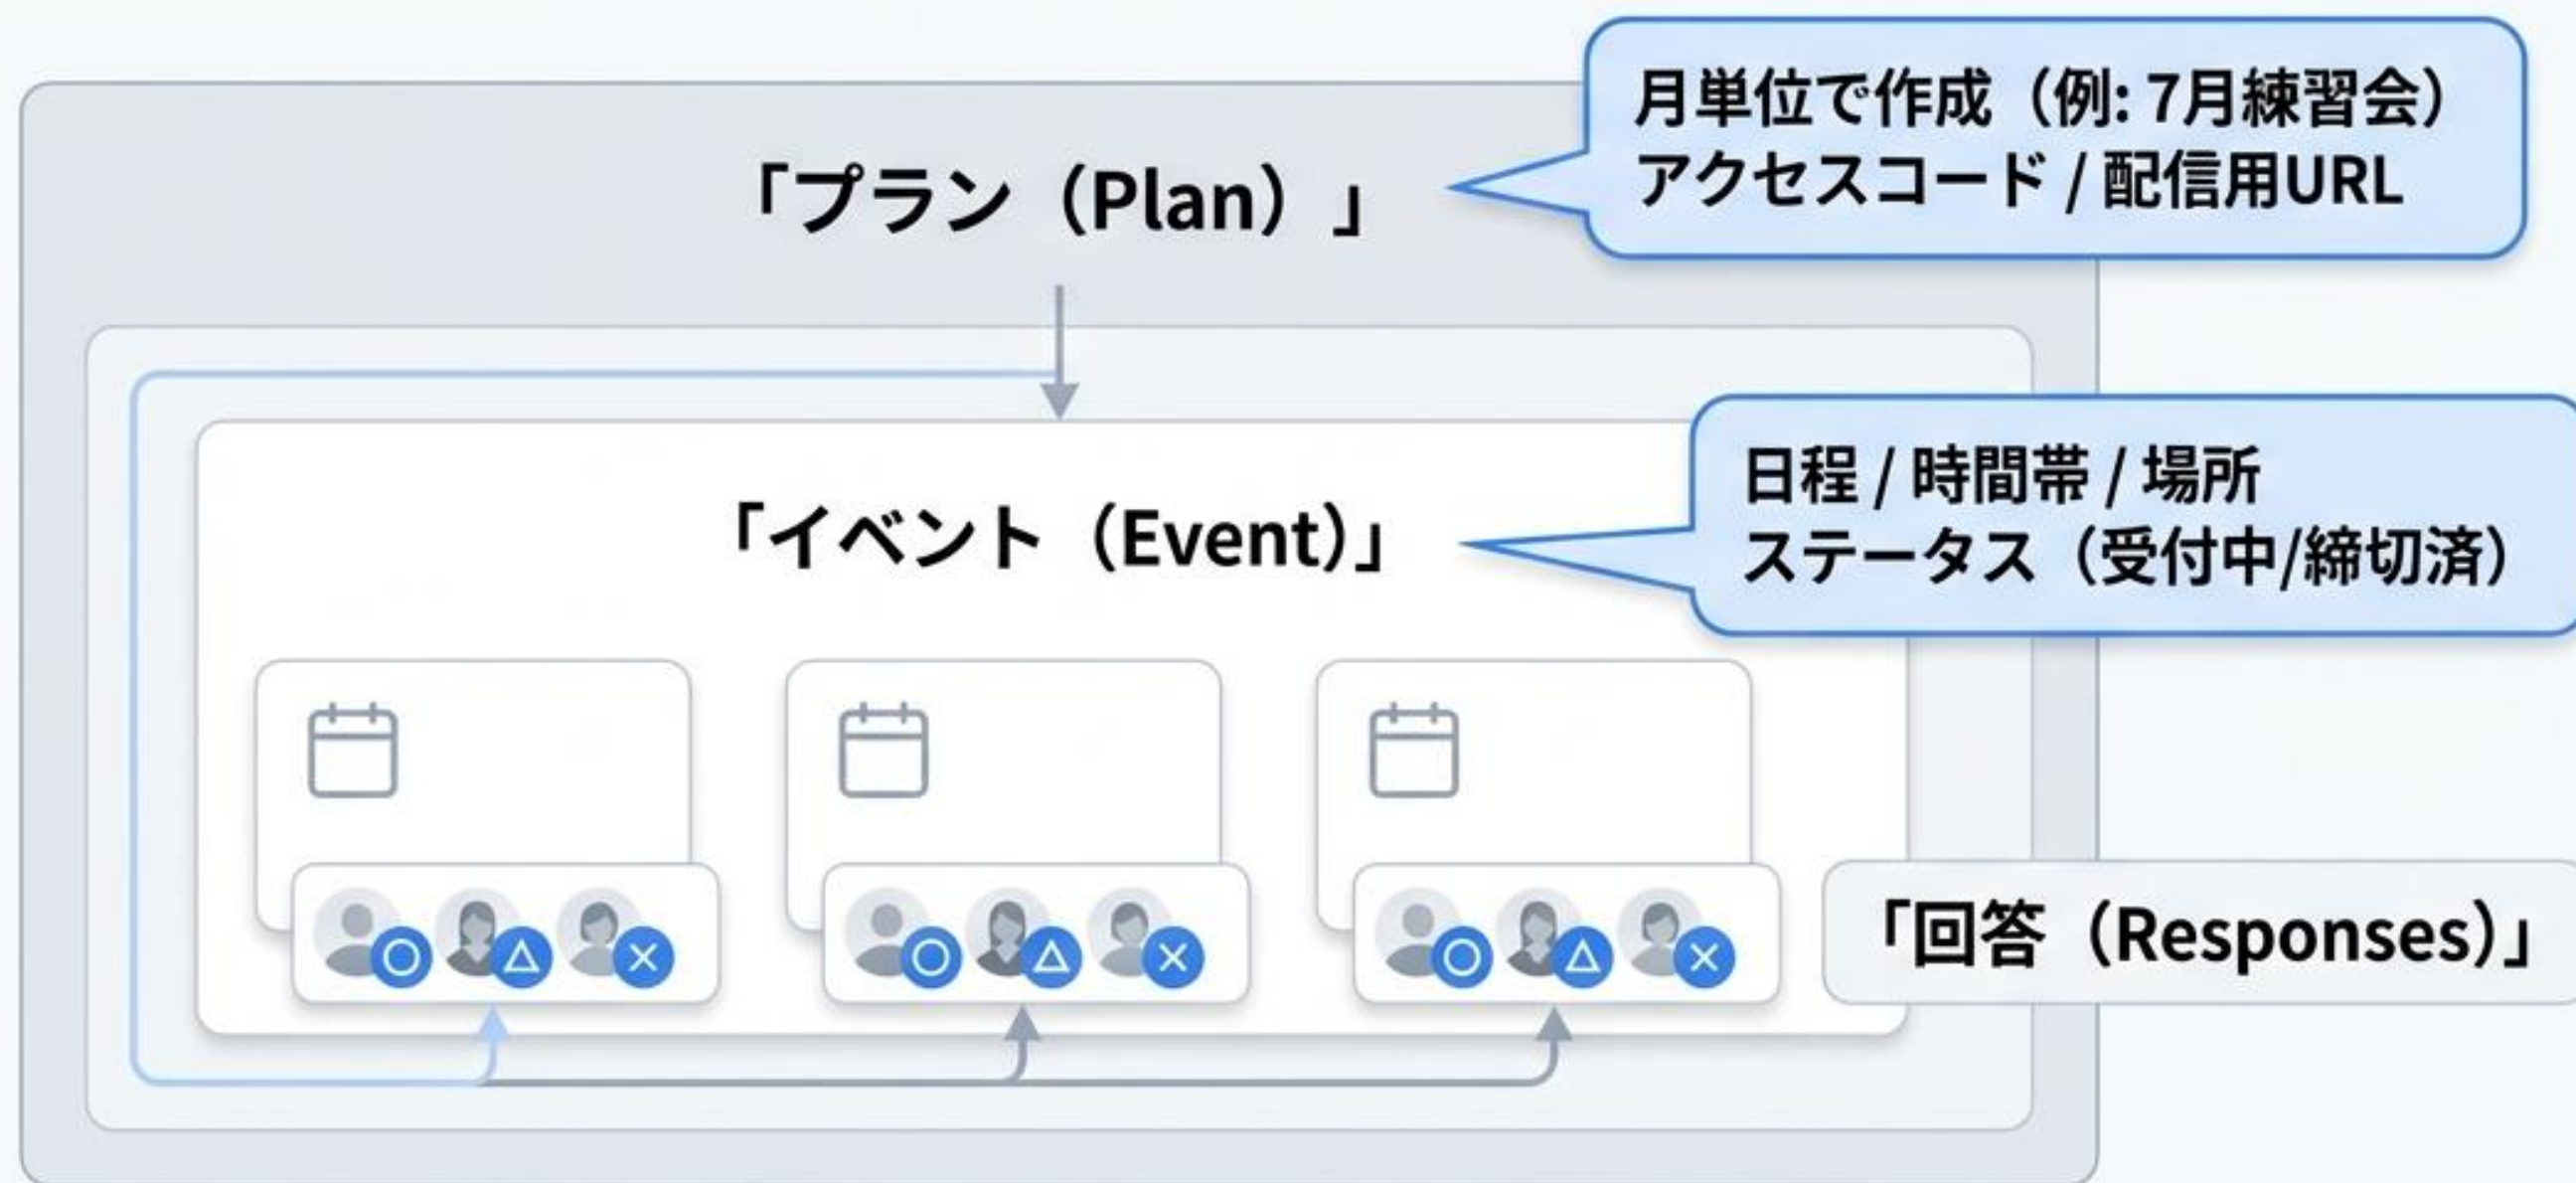 月単位で作成（例: 7月練習会）
アクセスコード / 配信用URL
「プラン（Plan）」
日程 / 時間帯 / 場所
ステータス（受付中/締切済）
「イベント（Event）」
「回答（Responses）」